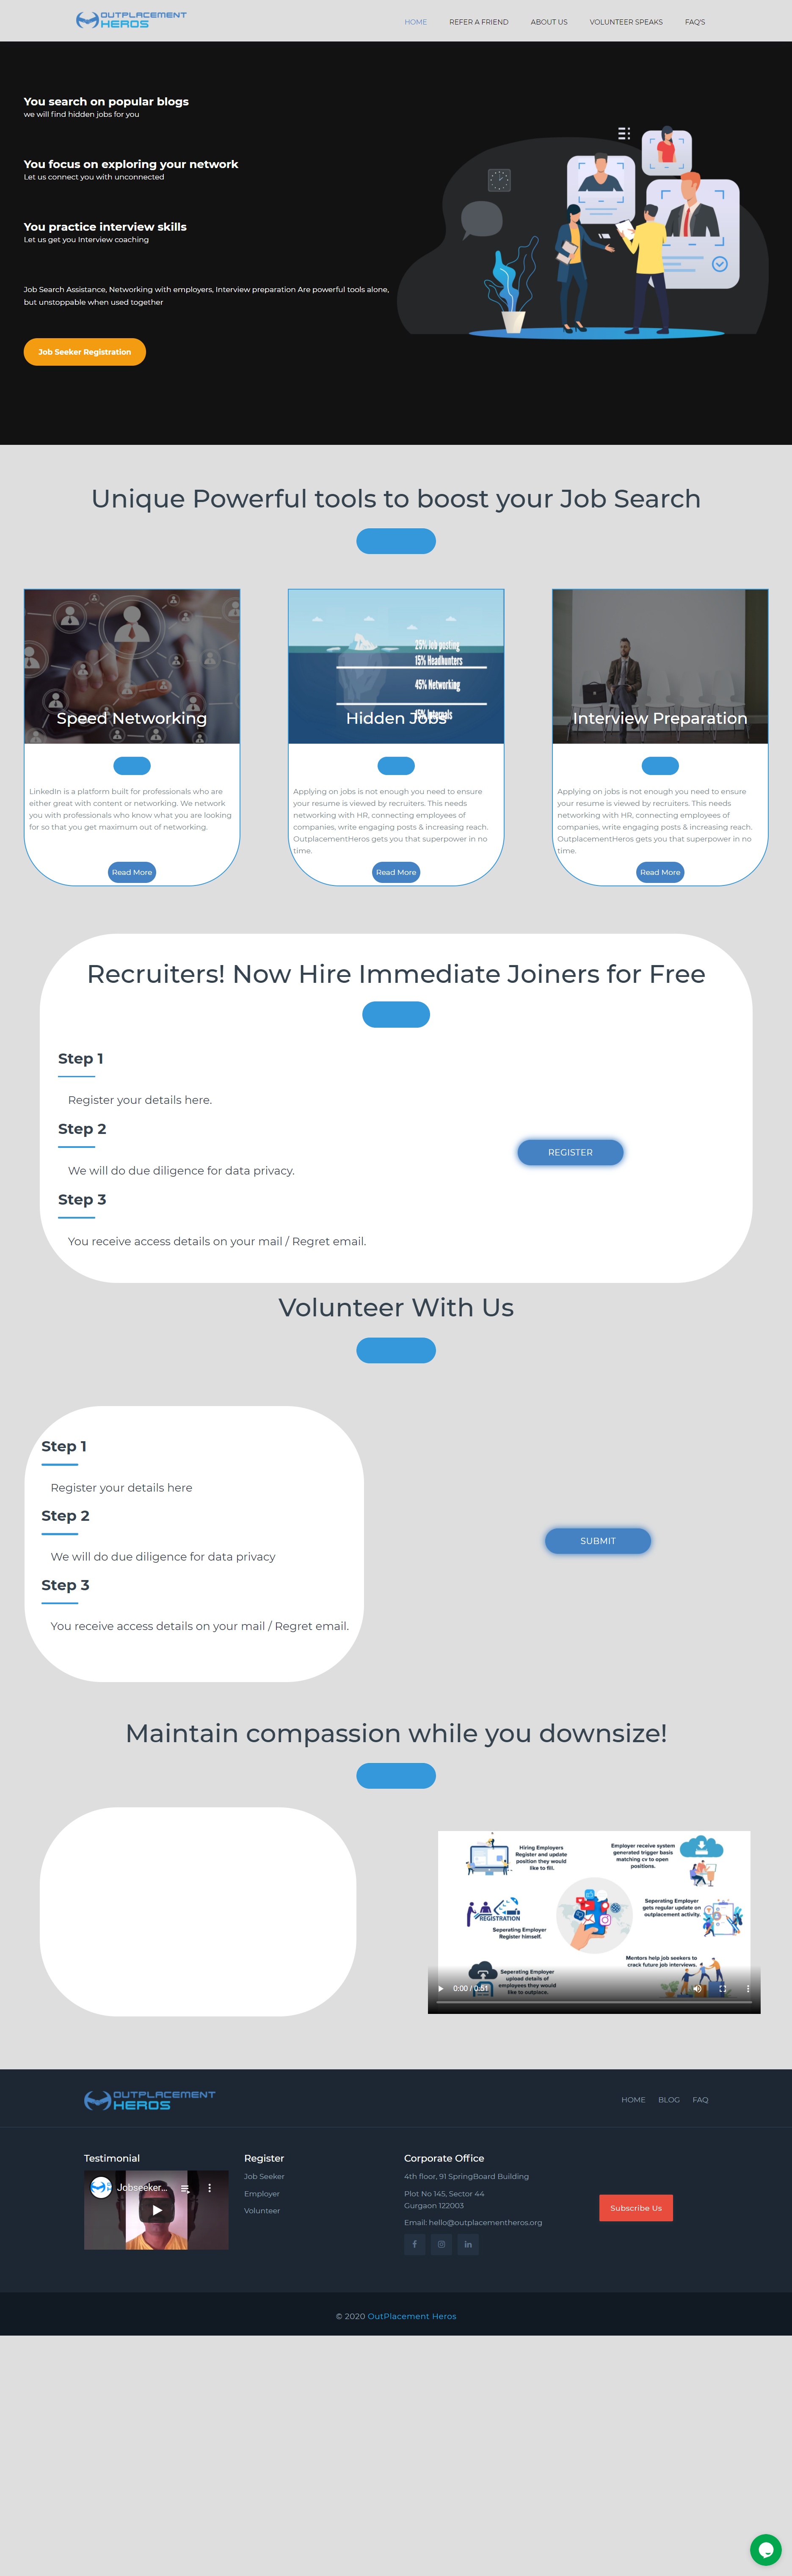 OUTPLACEMENT
HEROS
HOME
REFER A FRIEND
ABOUT US
VOLUNTEER SPEAKS
FAQ'S
You search on popular blogs
we will find hidden jobs for you
You focus on exploring your network
Let us connect you with unconnected
You practice interview skills
Let us get you Interview coaching
Job Search Assistance, Networking with employers, Interview preparation Are powerful tools alone,
but unstoppable when used together
Job Seeker Registration
Unique Powerful tools to boost your Job Search
Speed Networking
LinkedIn is a platform built for professionals who are
either great with content or networking. We network
you with professionals who know what you are looking
for so that you get maximum out of networking.
Read More
25% Job posting
15% Headhunters
45% Networking
Hidden Jobs
Applying on jobs is not enough you need to ensure
your resume is viewed by recruiters. This needs
networking with HR, connecting employees of
companies, write engaging posts & increasing reach.
OutplacementHeros gets you that superpower in no
time.
Read More
Interview Preparation
Applying on jobs is not enough you need to ensure
your resume is viewed by recruiters. This needs
networking with HR, connecting employees of
companies, write engaging posts & increasing reach.
OutplacementHeros gets you that superpower in no
time.
Read More
Recruiters! Now Hire Immediate Joiners for Free
Step 1
Register your details here.
Step 2
We will do due diligence for data privacy.
Step 3
You receive access details on your mail / Regret email.
REGISTER
Volunteer With Us
Step 1
Register your details here
Step 2
We will do due diligence for data privacy
Step 3
You receive access details on your mail / Regret email.
SUBMIT
Maintain compassion while you downsize!
Hiring Employers
Register and update
position they would
like to fill.
Employer receive system
generated trigger basis
matching cv to open
positions.
REGISTRATION
Seperating Employer
Register himself.
Seperating Employer
gets regular update on
outplacement activity.
Seperating Employer
upload details of
employees they would
like to outplace.
Mentors help job seekers to
crack future job interviews.
0:00 / 0:51
OUTPLACEMENT
HEROS
HOME
BLOG
FAQ
Testimonial
Jobseeker...
Register
Job Seeker
Employer
Volunteer
Corporate Office
4th floor, 91 SpringBoard Building
Plot No 145, Sector 44
Gurgaon 122003
Email: hello@outplacementheros.org
Subscribe Us
© 2020 OutPlacement Heros